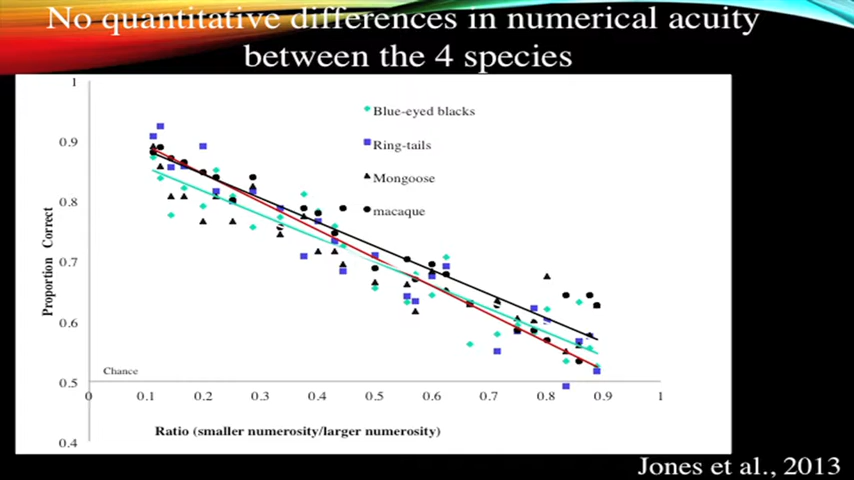 No quantitative differences in numerical acuity
between the 4 species
1
0.9
0.8
0.7
0.6
0.5
0.4
Proportion Correct
Blue-eyed blacks
Ring-tails
Mongoose
macaque
Chance
0 0.1 0.2 0.3 0.4 0.5 0.6 0.7 0.8 0.9 1
Ratio (smaller numerosity/larger numerosity)
Jones et al., 2013